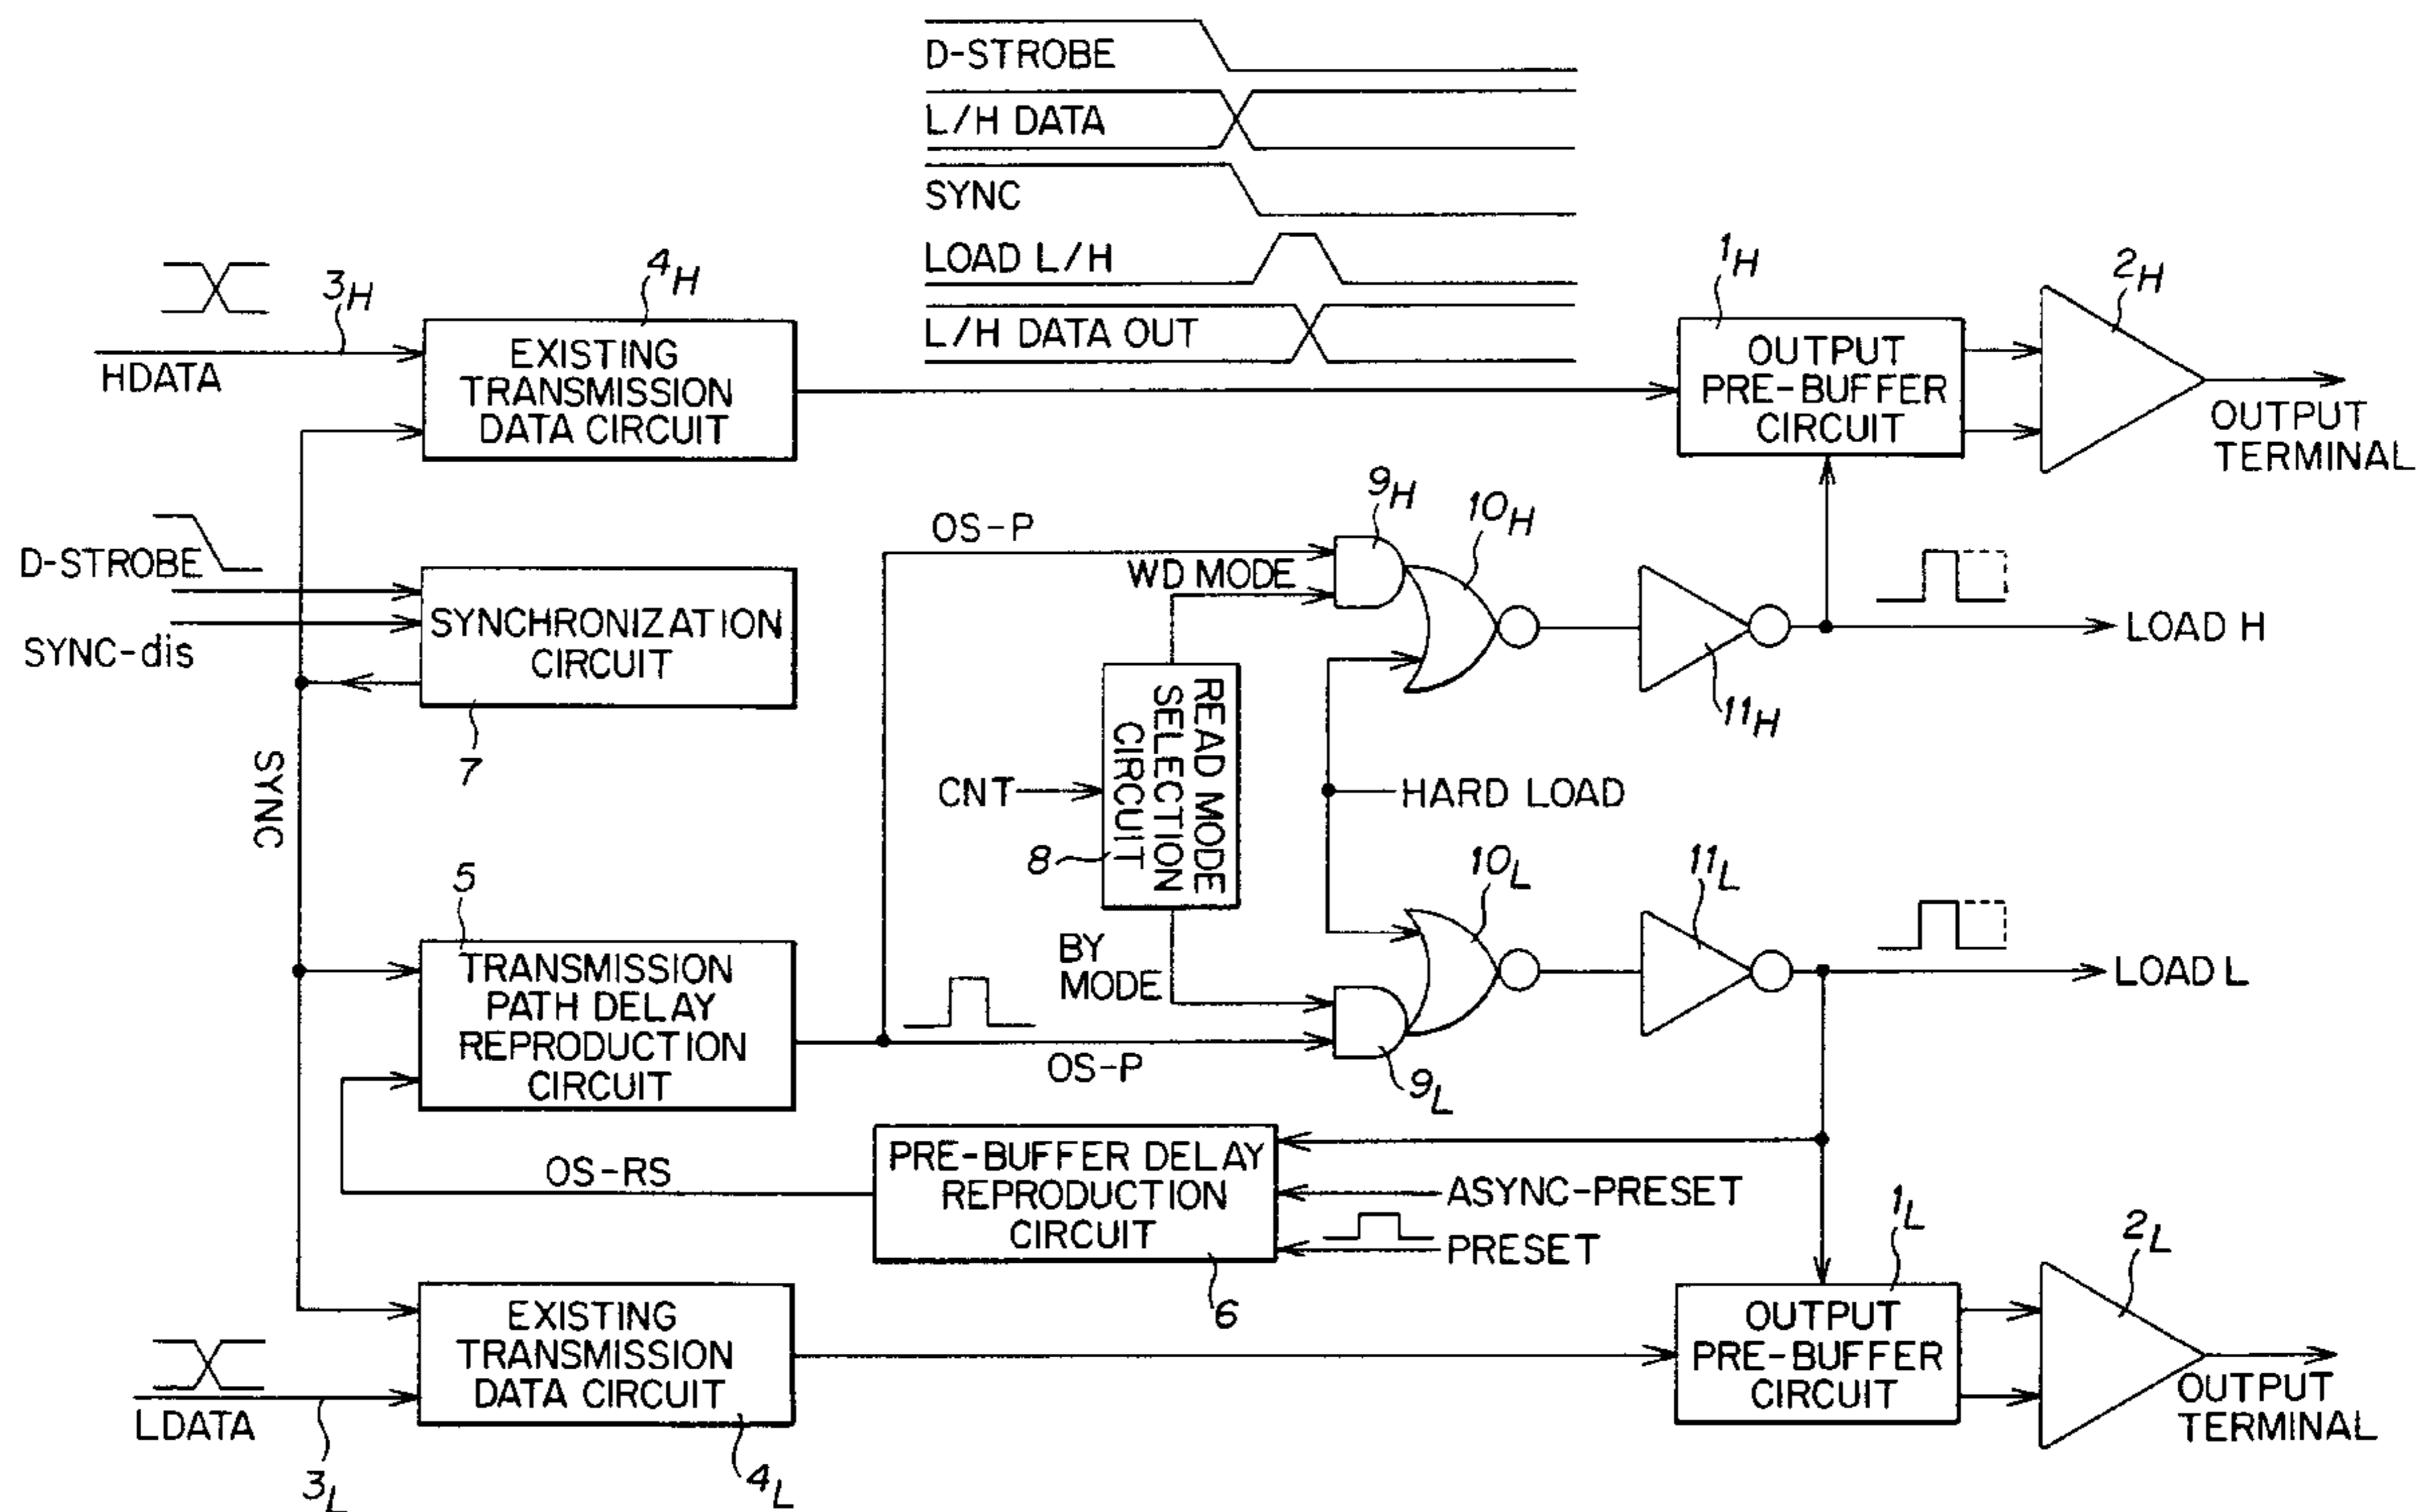 D-STROBE
L/H DATA
SYNC
LOAD L/H
L/H DATA OUT
3H
HDATA
4H
EXISTING
TRANSMISSION
DATA CIRCUIT
1H
OUTPUT
PRE-BUFFER
CIRCUIT
2H
OUTPUT
TERMINAL
D-STROBE
SYNC-dis
SYNCHRONIZATION
CIRCUIT
7
SYNC
OS-P
WD MODE
9H
10H
11H
LOAD H
READ MODE
SELECTION
CIRCUIT
CNT
8
HARD LOAD
5
TRANSMISSION
PATH DELAY
REPRODUCTION
CIRCUIT
BY
MODE
OS-P
9L
10L
11L
LOAD L
OS-RS
PRE-BUFFER DELAY
REPRODUCTION
CIRCUIT
6
ASYNC-PRESET
PRESET
LDATA
3L
EXISTING
TRANSMISSION
DATA CIRCUIT
4L
1L
OUTPUT
PRE-BUFFER
CIRCUIT
2L
OUTPUT
TERMINAL